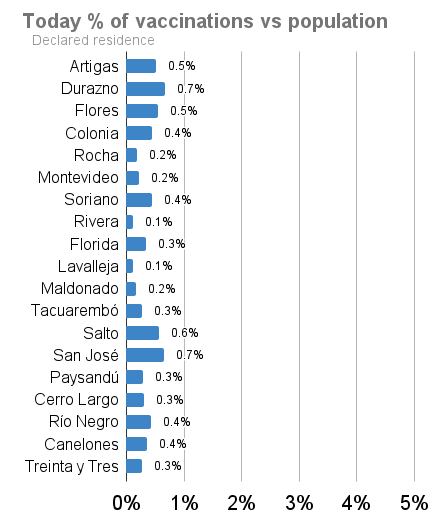 Today % of vaccinations vs population
Declared residence
Artigas 0.5%
Durazno 0.7%
Flores 0.5%
Colonia 0.4%
Rocha 0.2%
Montevideo 0.2%
Soriano 0.4%
Rivera 0.1%
Florida 0.3%
Lavalleja 0.1%
Maldonado 0.2%
Tacuarembó 0.3%
Salto 0.6%
San José 0.7%
Paysandú 0.3%
Cerro Largo 0.3%
Río Negro 0.4%
Canelones 0.4%
Treinta y Tres 0.3%
0% 1% 2% 3% 4% 5%